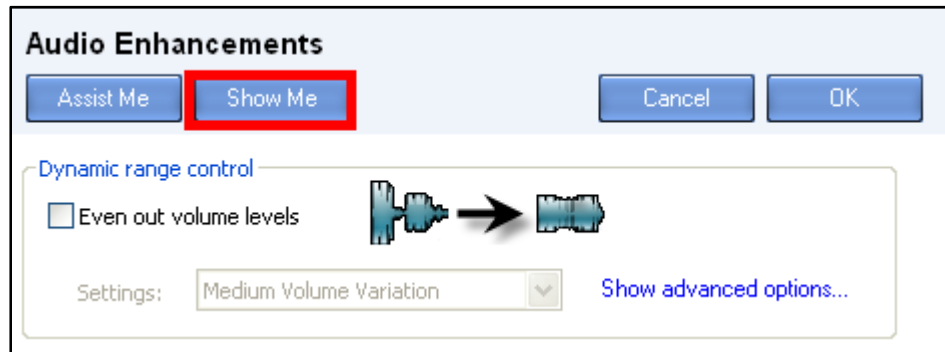 Audio Enhancements
Assist Me Show Me Cancel OK
Dynamic range control
Even out volume levels
Settings: Medium Volume Variation Show advanced options...